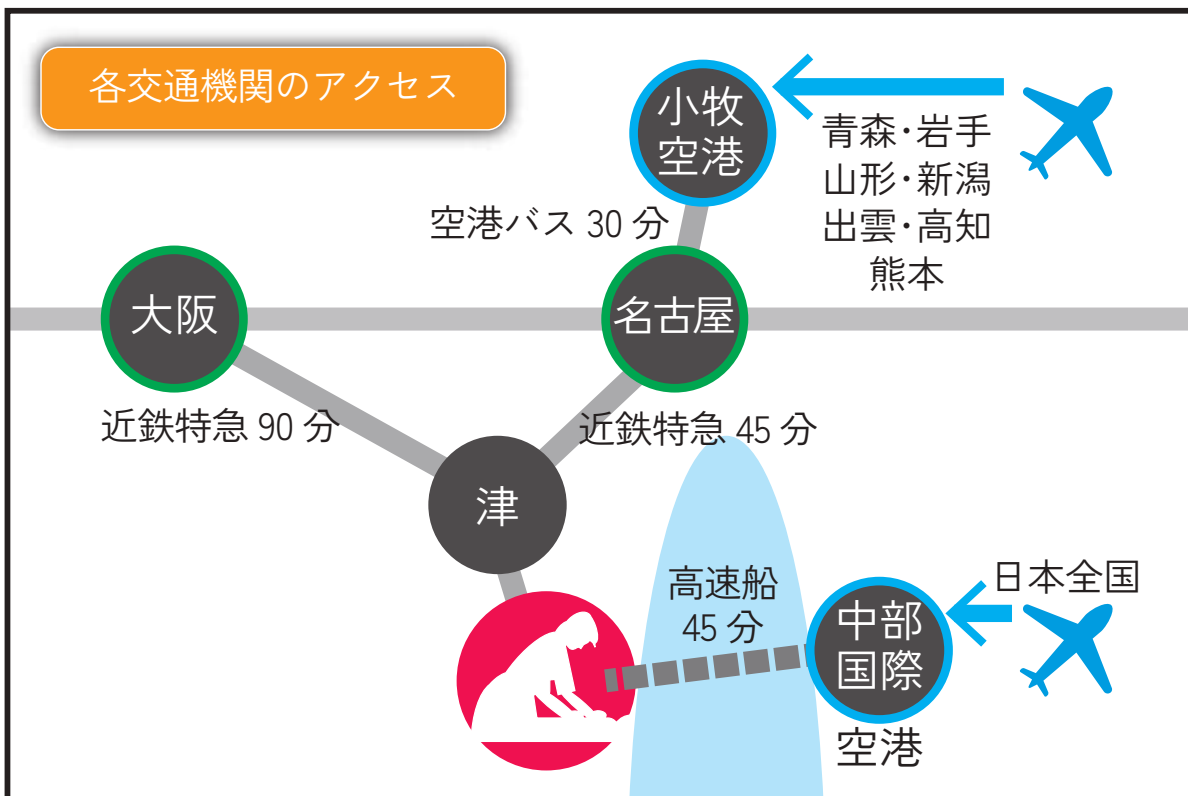 各交通機関のアクセス
小牧
空港
青森・岩手
山形・新潟
出雲・高知
熊本
空港バス 30 分
大阪
名古屋
近鉄特急 90 分
近鉄特急 45 分
津
高速船
45 分
日本全国
中部
国際
空港